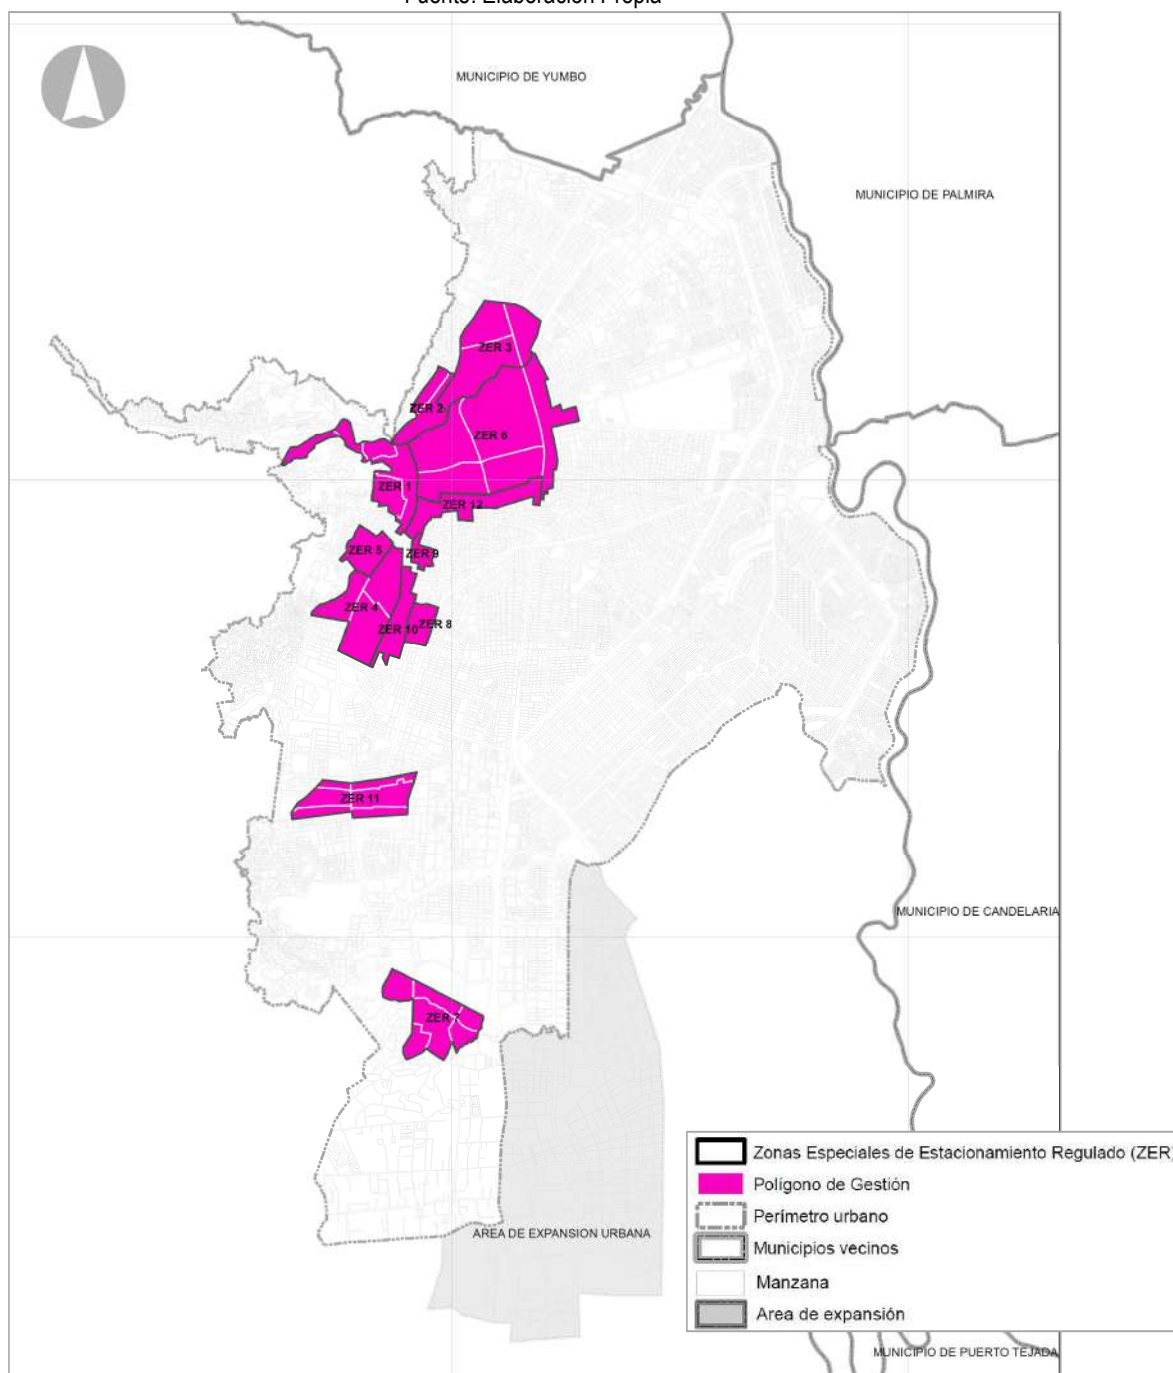 Fuente: Elaboración Propia
MUNICIPIO DE YUMBO
MUNICIPIO DE PALMIRA
ZER 3
ZER 2
ZER 6
ZER 1
ZER 12
ZER 5
ZER 9
ZER 4
ZER 10
ZER 8
ZER 11
MUNICIPIO DE CANDELARIA
ZER 7
Zonas Especiales de Estacionamiento Regulado (ZER)
Polígono de Gestión
Perímetro urbano
Municipios vecinos
Manzana
Area de expansión
AREA DE EXPANSION URBANA
MUNICIPIO DE PUERTO TEJADA